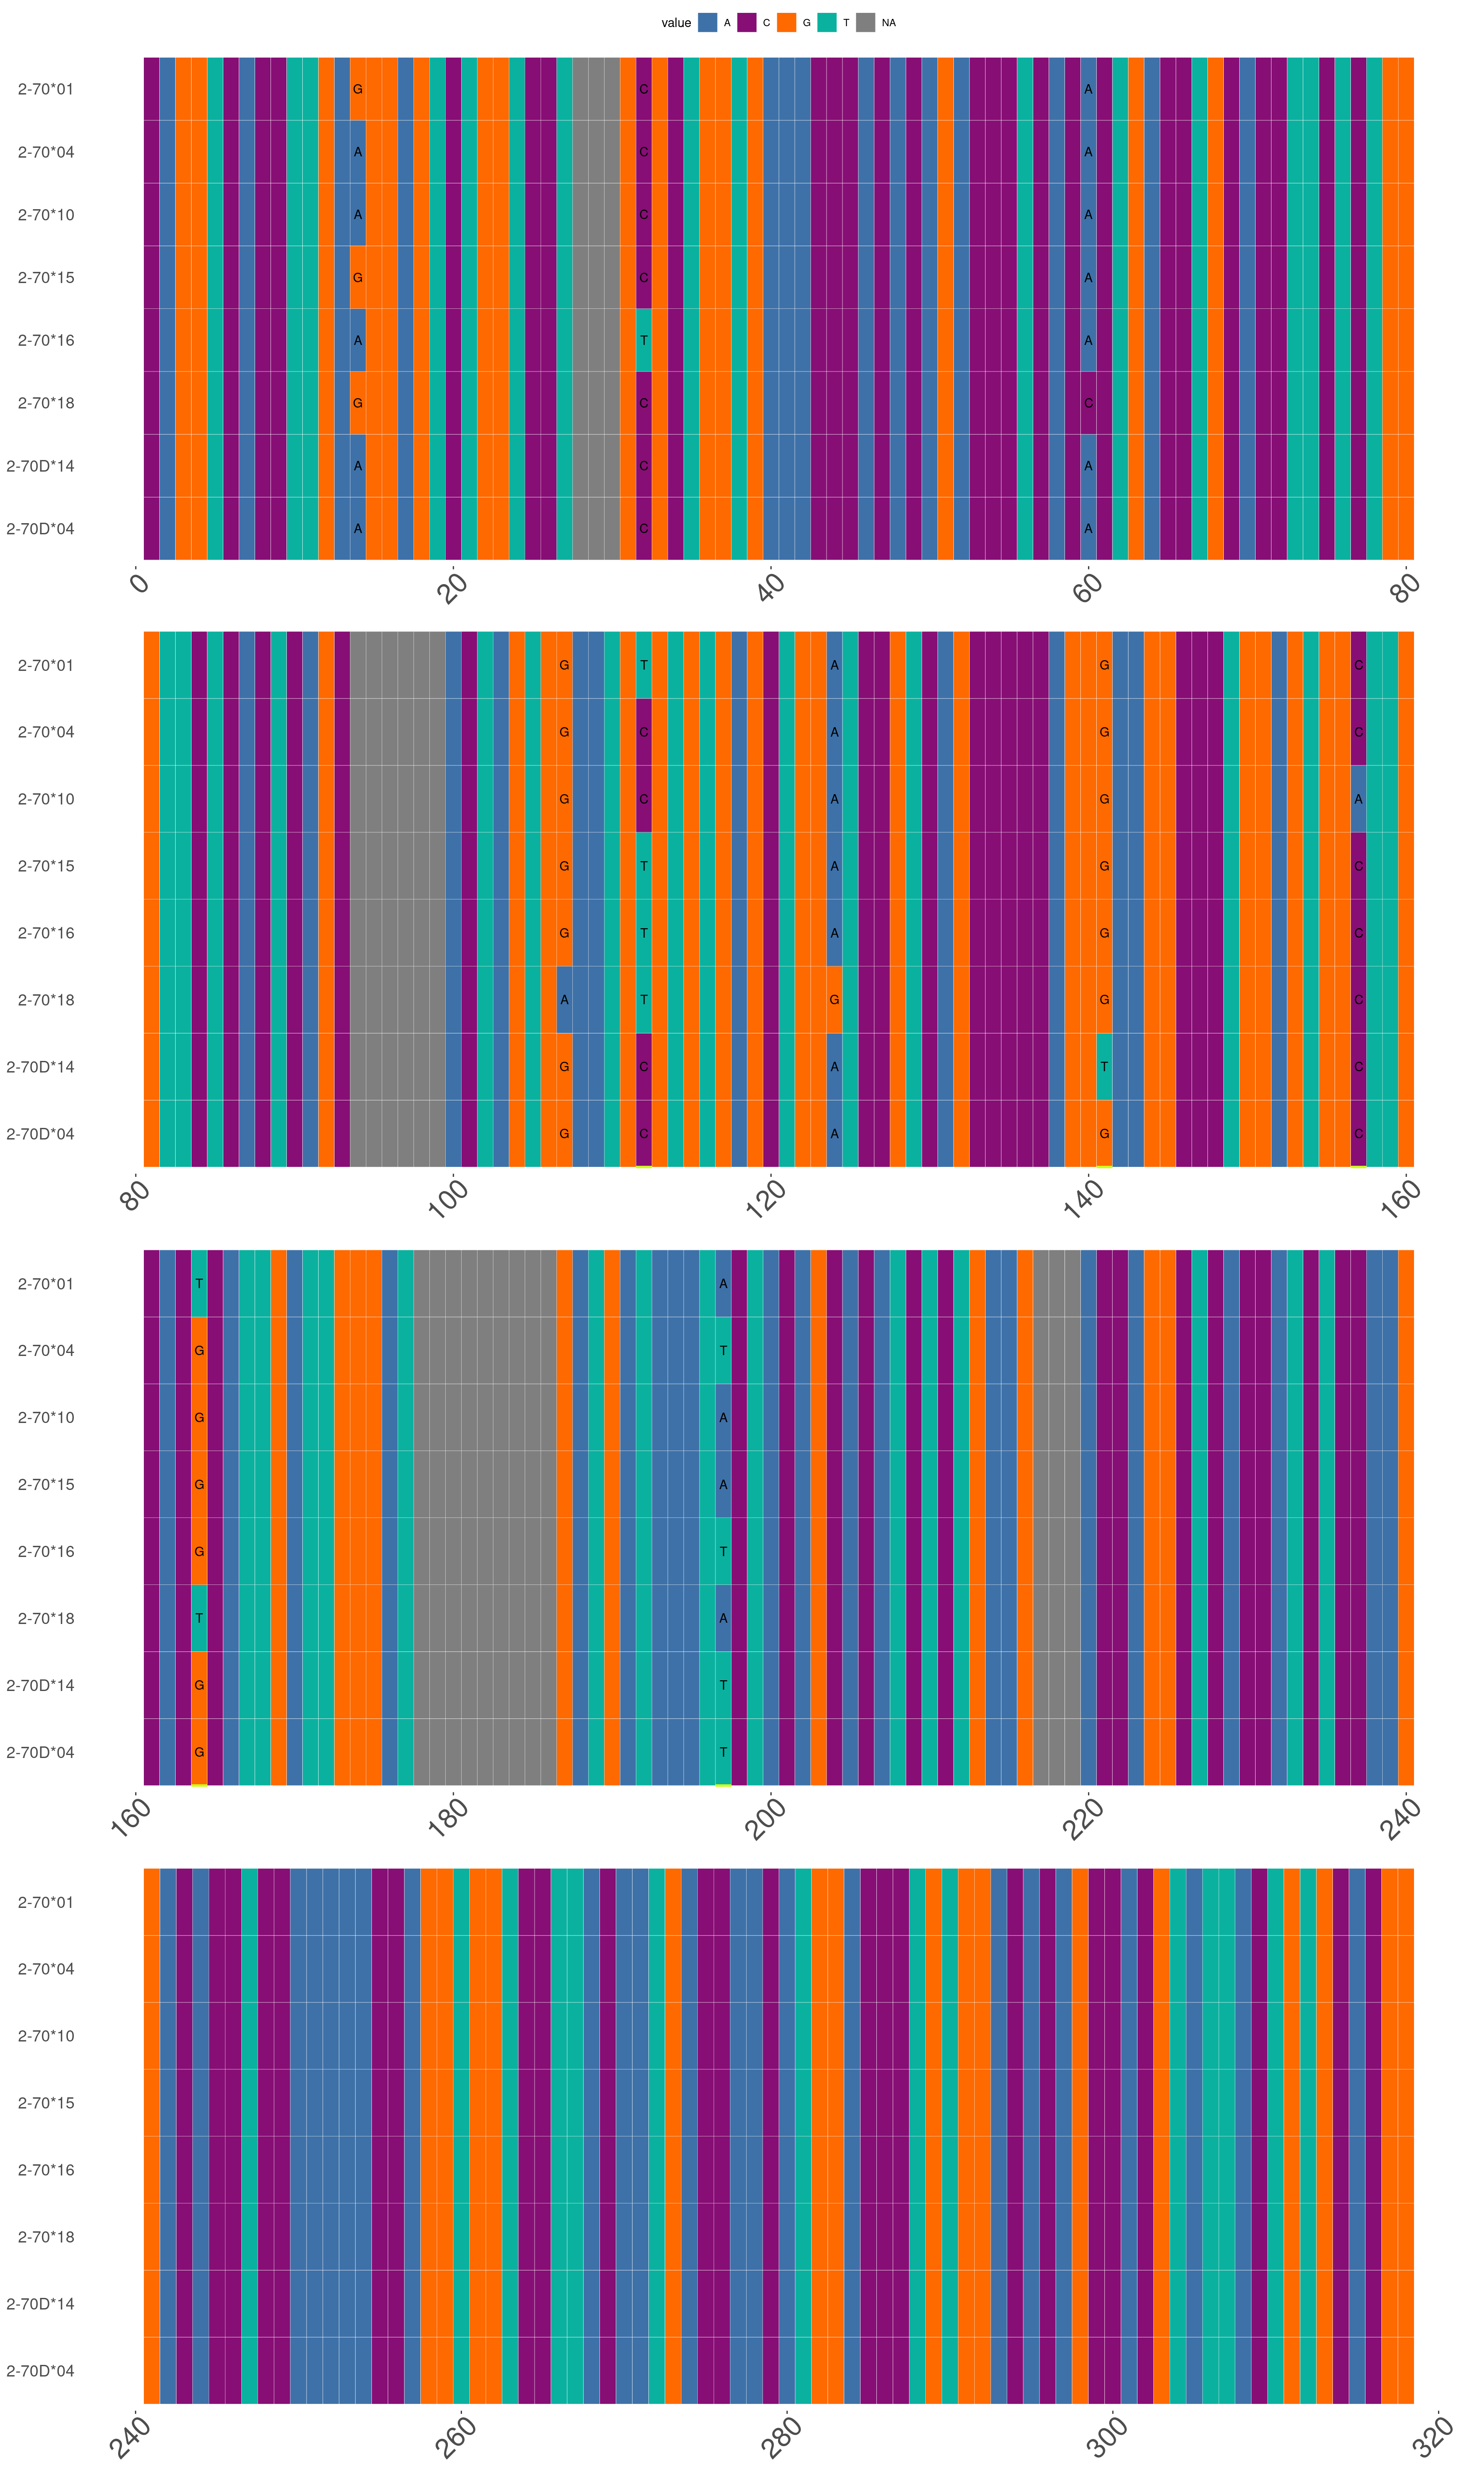 value A C G T NA
2-70*01 G C A
2-70*04 A C A
2-70*10 A C A
2-70*15 G C A
2-70*16 A T A
2-70*18 G C C
2-70D*14 A C A
2-70D*04 A C A
0 20 40 60 80
2-70*01 G T A G C
2-70*04 G C A G C
2-70*10 G C A G A
2-70*15 G T A G C
2-70*16 G T A G C
2-70*18 A T G G C
2-70D*14 G C A T C
2-70D*04 G C A G C
80 100 120 140 160
2-70*01 T A
2-70*04 G T
2-70*10 G A
2-70*15 G A
2-70*16 G T
2-70*18 T A
2-70D*14 G T
2-70D*04 G T
160 180 200 220 240
2-70*01
2-70*04
2-70*10
2-70*15
2-70*16
2-70*18
2-70D*14
2-70D*04
240 260 280 300 320